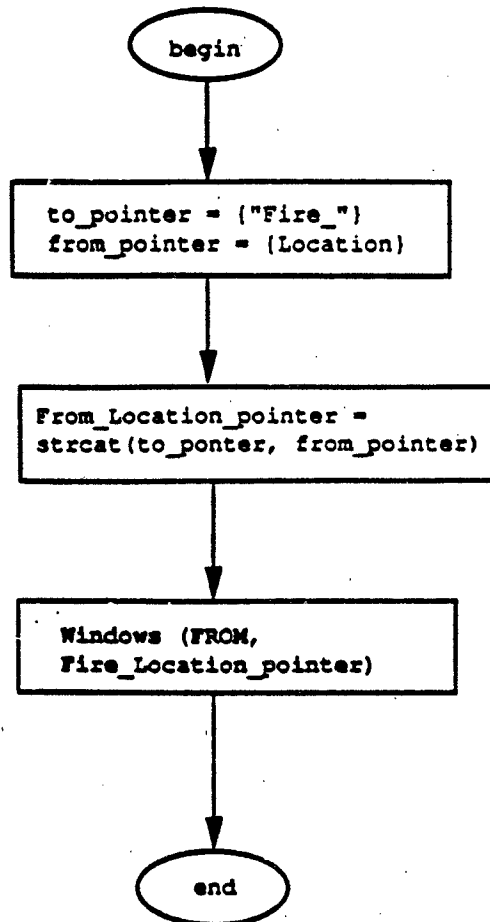 begin
to_pointer = {"Fire_"}
from_pointer = {Location}
From_Location_pointer =
strcat(to_ponter, from_pointer)
Windows (FROM,
Fire_Location_pointer)
end